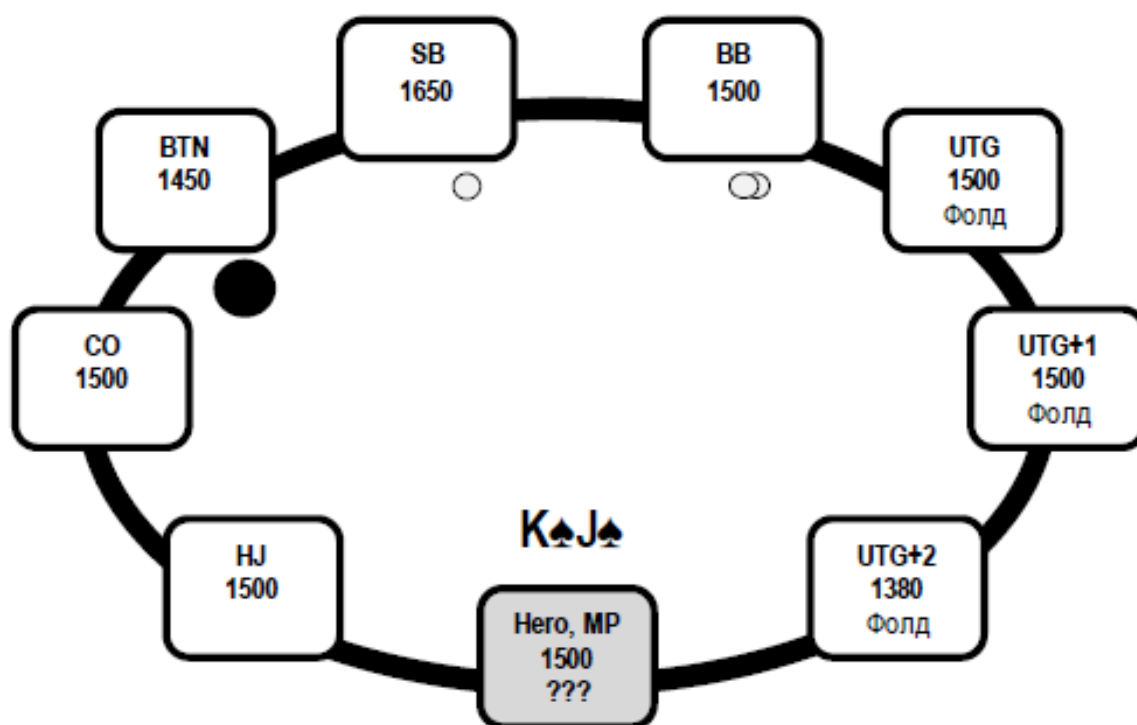 SB
1650
BB
1500
BTN
1450
UTG
1500
Фолд
CO
1500
UTG+1
1500
Фолд
K♠J♠
HJ
1500
Hero, MP
1500
???
UTG+2
1380
Фолд